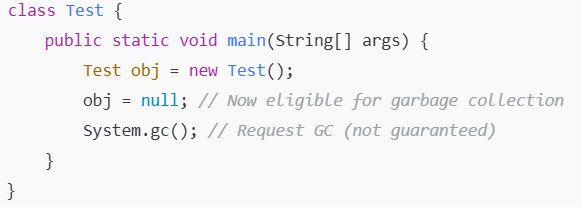 class Test {
    public static void main(String[] args) {
        Test obj = new Test();
        obj = null; // Now eligible for garbage collection
        System.gc(); // Request GC (not guaranteed)
    }
}